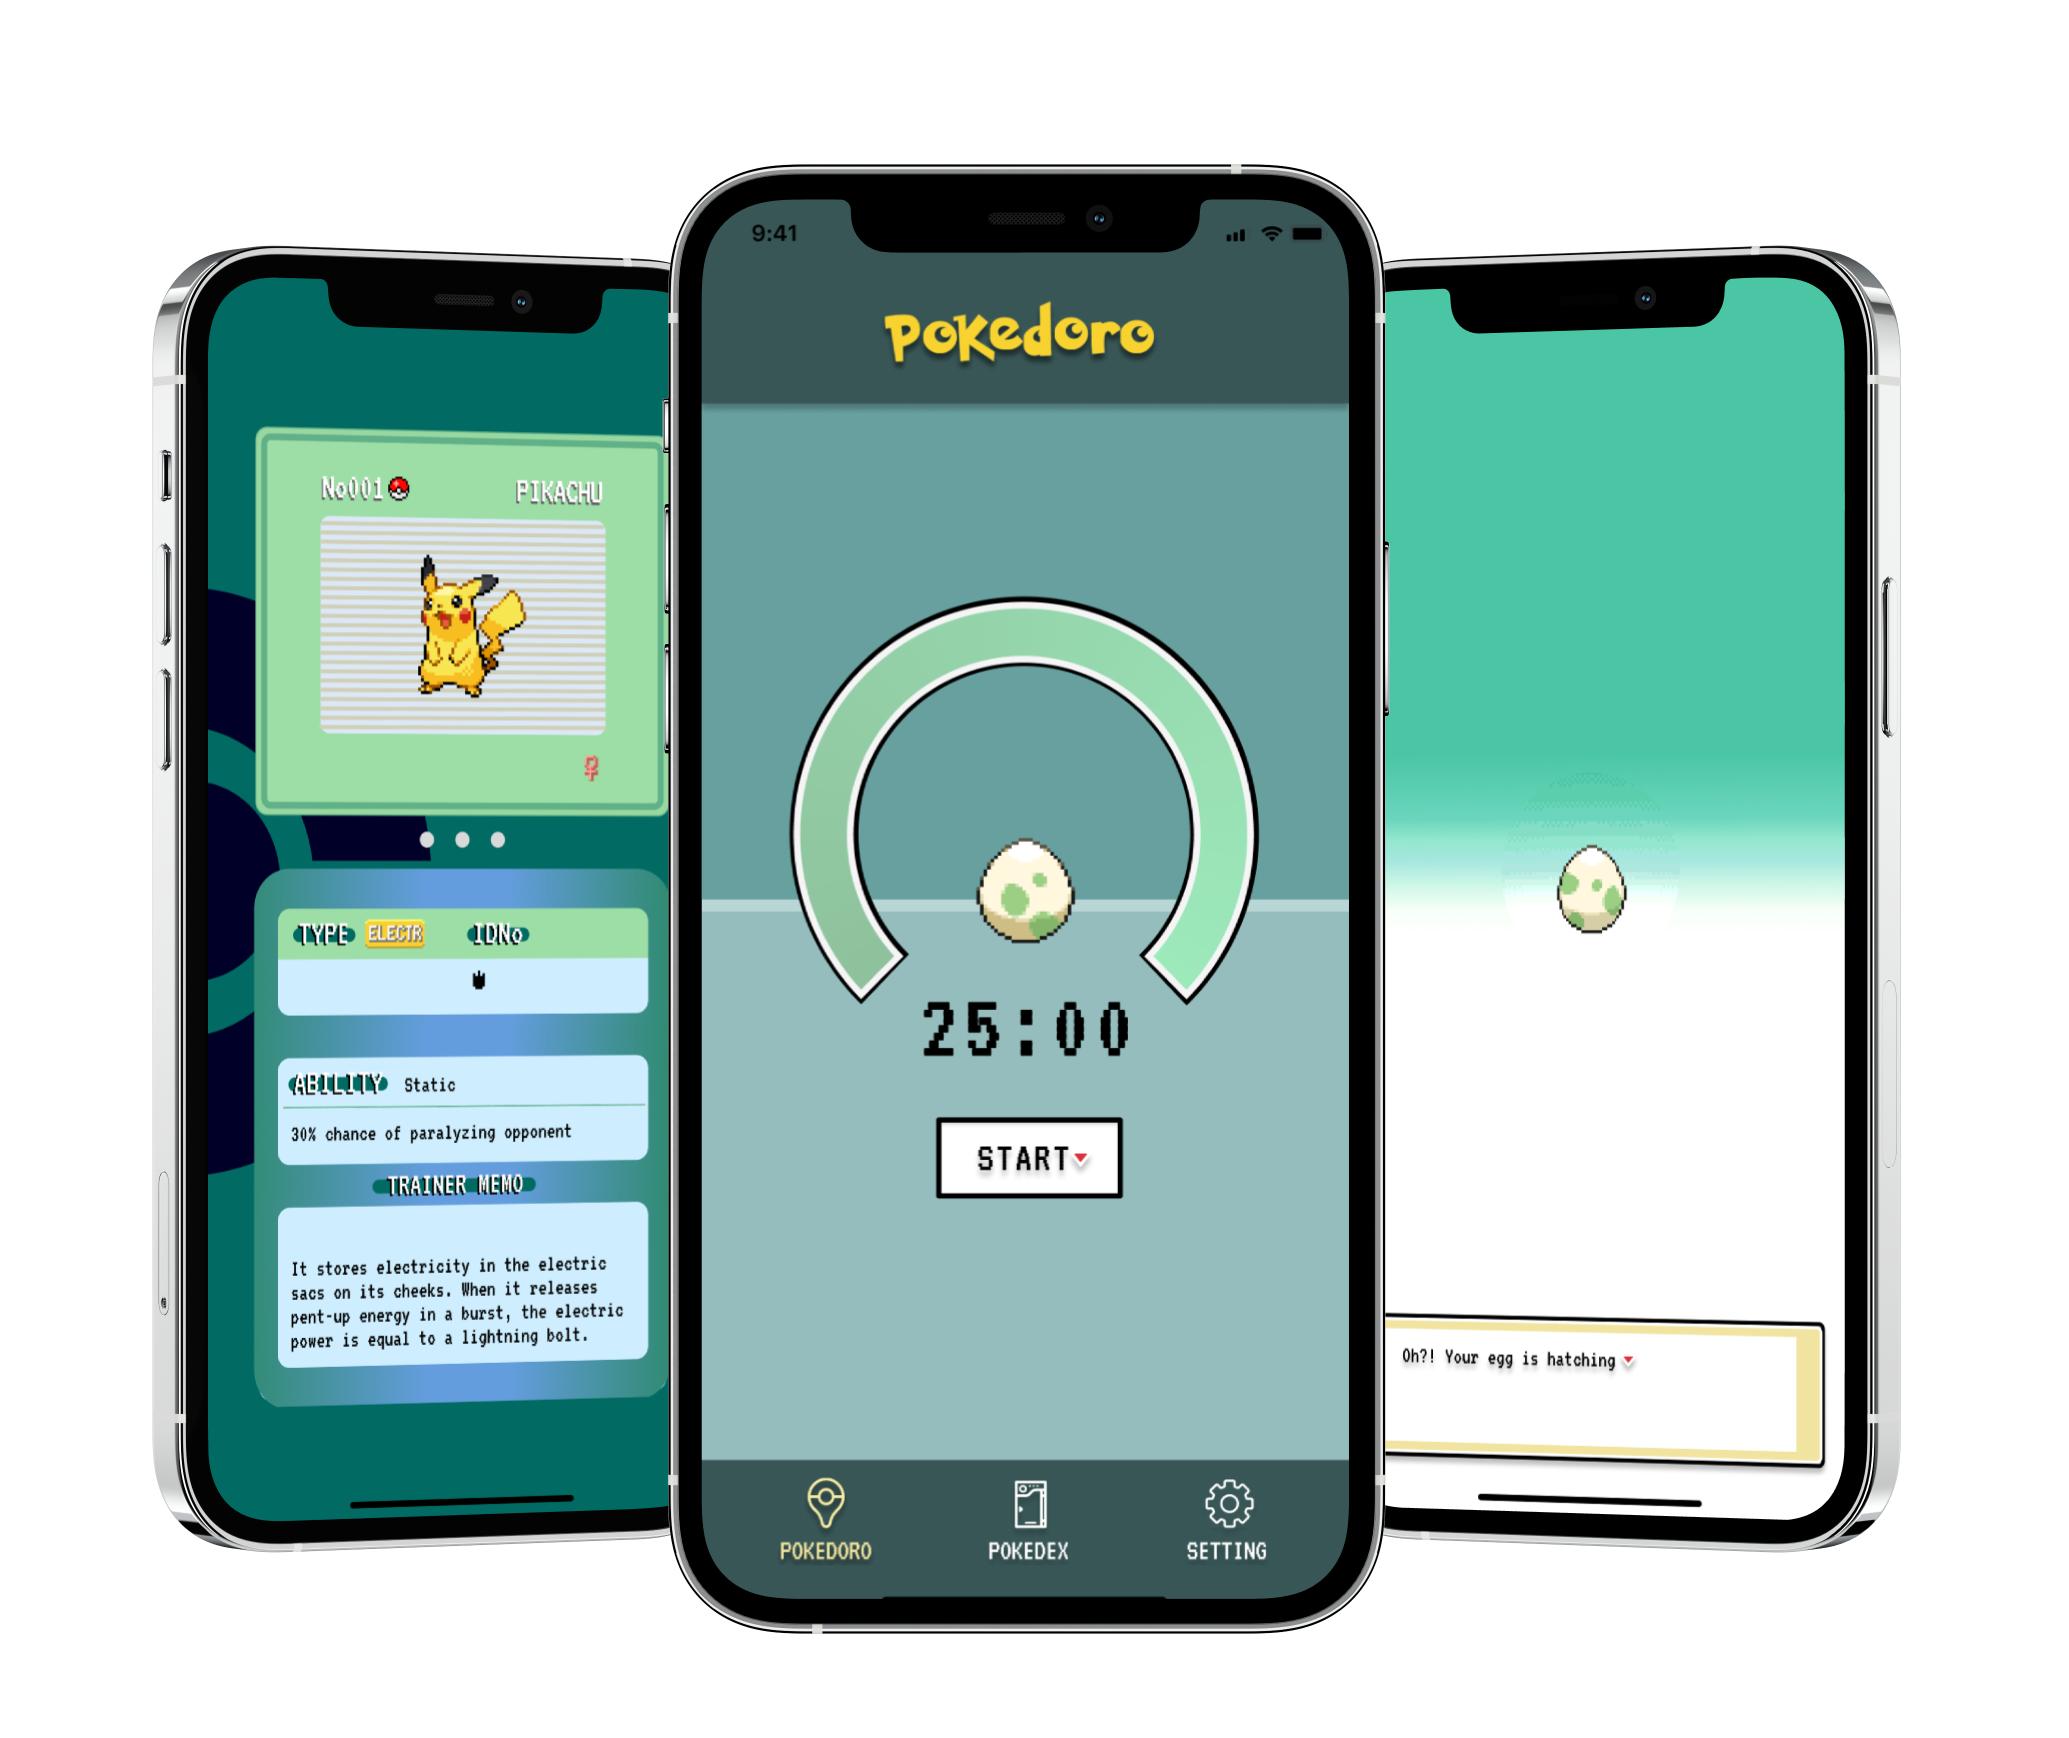 No001
PIKACHU
TYPE ELECTR IDNo
ABILITY Static
30% chance of paralyzing opponent
TRAINER MEMO
It stores electricity in the electric
sacs on its cheeks. When it releases
pent-up energy in a burst, the electric
power is equal to a lightning bolt.
9:41
Pokedoro
25:00
START
POKEDORO
POKEDEX
SETTING
Oh?! Your egg is hatching